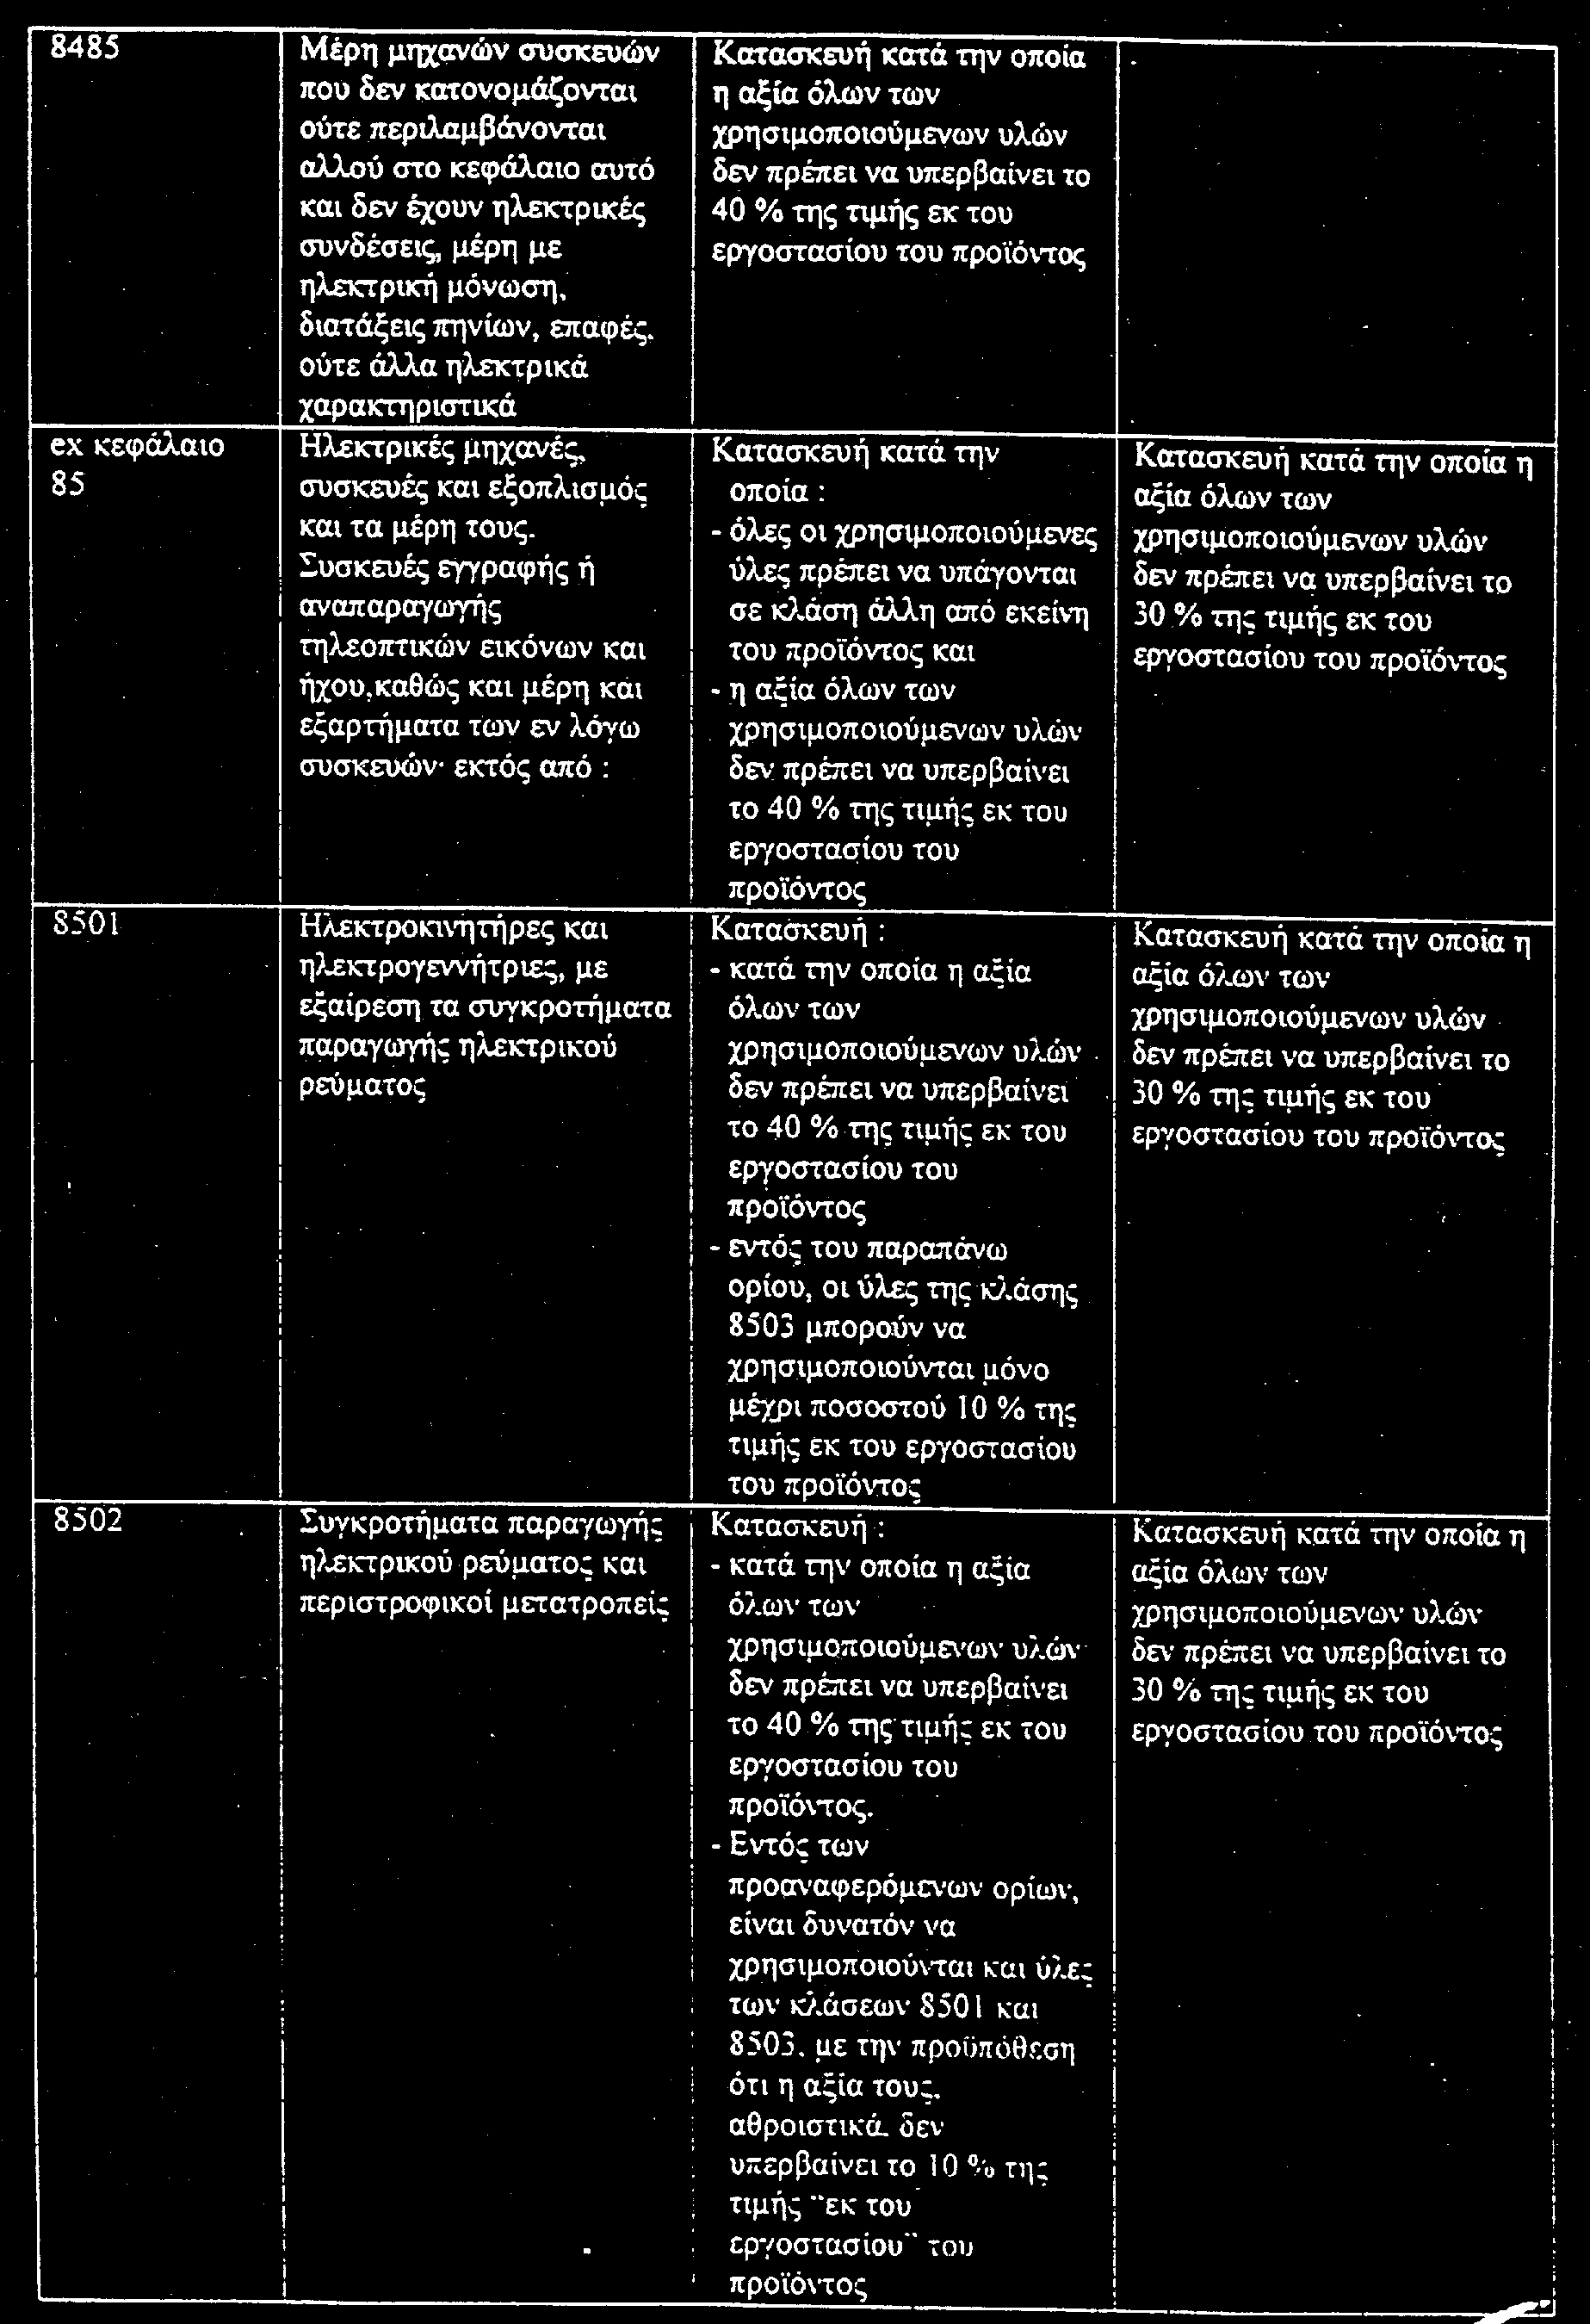 8485
Μέρη μηχανών συσκευών
που δεν κατονομάζονται
ούτε περιλαμβάνονται
αλλού στο κεφάλαιο αυτό
και δεν έχουν ηλεκτρικές
συνδέσεις, μέρη με
ηλεκτρική μόνωση,
διατάξεις πηνίων, επαφές,
ούτε άλλα ηλεκτρικά
χαρακτηριστικά
Κατασκευή κατά την οποία
η αξία όλων των
χρησιμοποιούμενων υλών
δεν πρέπει να υπερβαίνει το
40 % της τιμής εκ του
εργοστασίου του προϊόντος
ex κεφάλαιο
85
Ηλεκτρικές μηχανές,
συσκευές και εξοπλισμός
και τα μέρη τους.
Συσκευές εγγραφής ή
αναπαραγωγής
τηλεοπτικών εικόνων και
ήχου,καθώς και μέρη και
εξαρτήματα των εν λόγω
συσκευών· εκτός από :
Κατασκευή κατά την
οποία :
- όλες οι χρησιμοποιούμενες
ύλες πρέπει να υπάγονται
σε κλάση άλλη από εκείνη
του προϊόντος και
- η αξία όλων των
χρησιμοποιούμενων υλών
δεν πρέπει να υπερβαίνει
το 40 % της τιμής εκ του
εργοστασίου του
προϊόντος
Κατασκευή κατά την οποία η
αξία όλων των
χρησιμοποιούμενων υλών
δεν πρέπει να υπερβαίνει το
30 % της τιμής εκ του
εργοστασίου του προϊόντος
8501
Ηλεκτροκινητήρες και
ηλεκτρογεννήτριες, με
εξαίρεση τα συγκροτήματα
παραγωγής ηλεκτρικού
ρεύματος
Κατασκευή :
- κατά την οποία η αξία
όλων των
χρησιμοποιούμενων υλών
δεν πρέπει να υπερβαίνει
το 40 % της τιμής εκ του
εργοστασίου του
προϊόντος
- εντός του παραπάνω
ορίου, οι ύλες της κλάσης
8503 μπορούν να
χρησιμοποιούνται μόνο
μέχρι ποσοστού 10 % της
τιμής εκ του εργοστασίου
του προϊόντος
Κατασκευή κατά την οποία η
αξία όλων των
χρησιμοποιούμενων υλών
δεν πρέπει να υπερβαίνει το
30 % της τιμής εκ του
εργοστασίου του προϊόντος
8502
Συγκροτήματα παραγωγής
ηλεκτρικού ρεύματος και
περιστροφικοί μετατροπείς
Κατασκευή :
- κατά την οποία η αξία
όλων των
χρησιμοποιούμενων υλών
δεν πρέπει να υπερβαίνει
το 40 % της τιμής εκ του
εργοστασίου του
προϊόντος.
- Εντός των
προαναφερόμενων ορίων,
είναι δυνατόν να
χρησιμοποιούνται και ύλες
των κλάσεων 8501 και
8503, με την προϋπόθεση
ότι η αξία τους,
αθροιστικά, δεν
υπερβαίνει το 10 % της
τιμής "εκ του
εργοστασίου" του
προϊόντος
Κατασκευή κατά την οποία η
αξία όλων των
χρησιμοποιούμενων υλών
δεν πρέπει να υπερβαίνει το
30 % της τιμής εκ του
εργοστασίου του προϊόντος